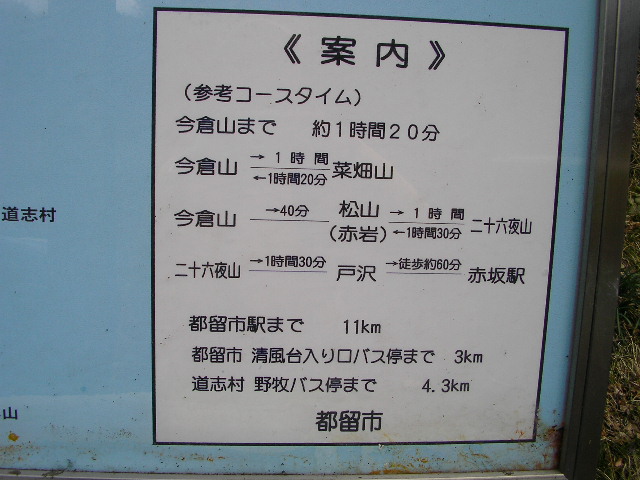 《案内》
(参考コースタイム)
今倉山まで 約1時間20分
今倉山 →1時間 ←1時間20分 菜畑山
今倉山 →40分 松山(赤岩) →1時間 ←1時間30分 二十六夜山
二十六夜山 →1時間30分 戸沢 →徒歩約60分 赤坂駅
都留市駅まで 11km
都留市 清風台入り口バス停まで 3km
道志村 野牧バス停まで 4.3km
都留市
道志村
山